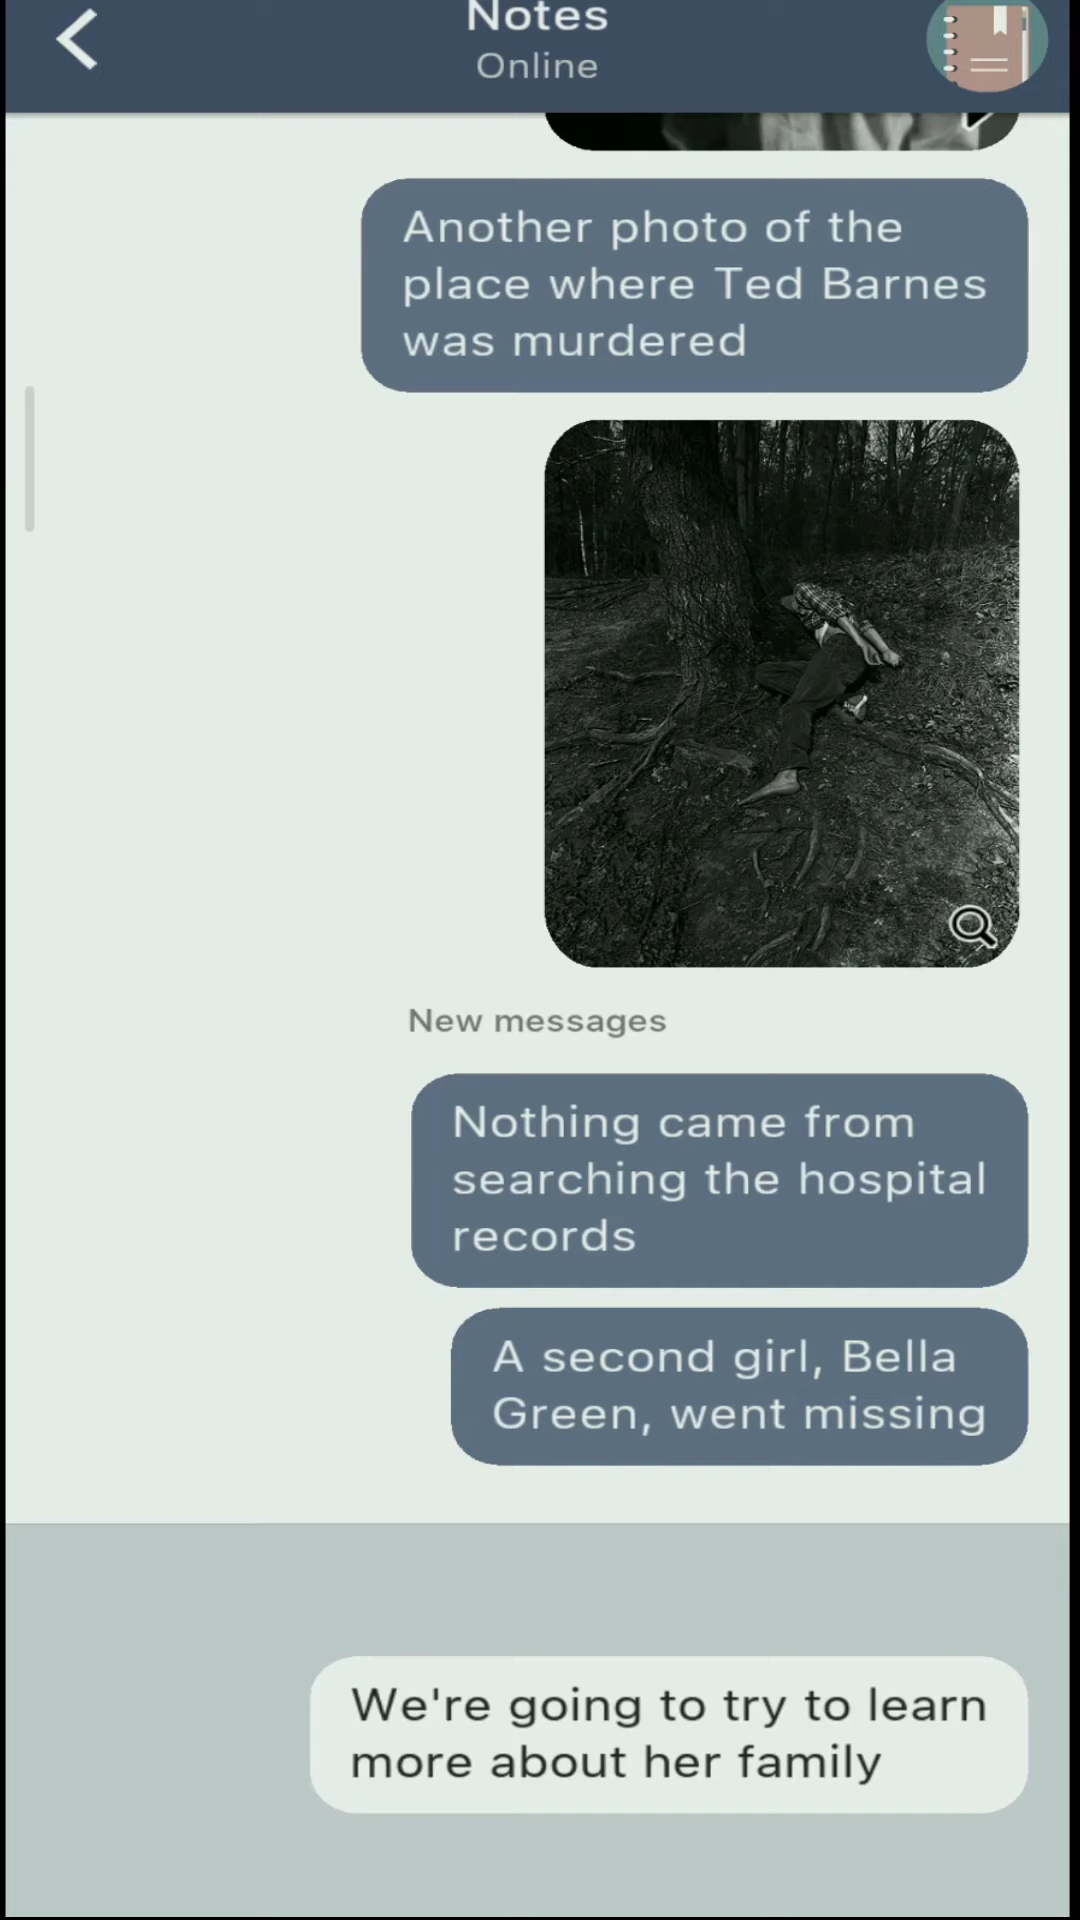 Notes
Online
Another photo of the
place where Ted Barnes
was murdered
New messages
Nothing came from
searching the hospital
records
A second girl, Bella
Green, went missing
We're going to try to learn
more about her family